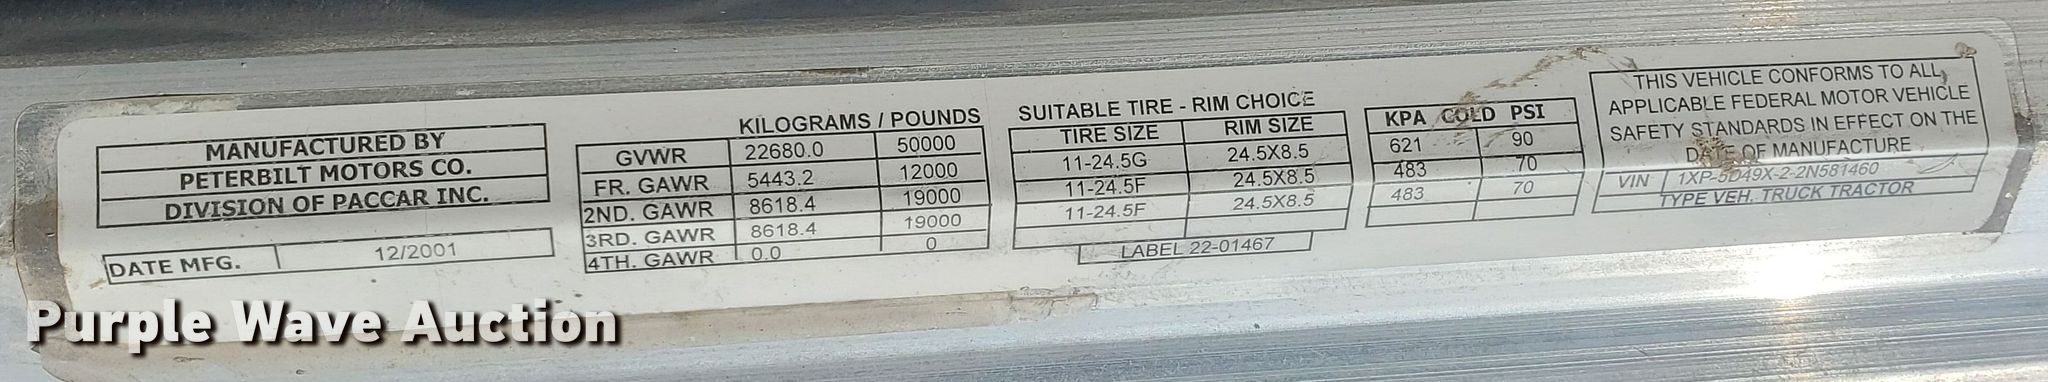 MANUFACTURED BY
PETERBILT MOTORS CO.
DIVISION OF PACCAR INC.
DATE MFG. 12/2001
KILOGRAMS / POUNDS
GVWR 22680.0 50000
FR. GAWR 5443.2 12000
2ND. GAWR 8618.4 19000
3RD. GAWR 8618.4 19000
4TH. GAWR 0.0 0
SUITABLE TIRE - RIM CHOICE
TIRE SIZE RIM SIZE
11-24.5G 24.5X8.5
11-24.5F 24.5X8.5
11-24.5F 24.5X8.5
LABEL 22-01467
KPA COLD PSI
621 90
483 70
483 70
THIS VEHICLE CONFORMS TO ALL
APPLICABLE FEDERAL MOTOR VEHICLE
SAFETY STANDARDS IN EFFECT ON THE
DATE OF MANUFACTURE
VIN 1XP-5D49X-2-2N581460
TYPE VEH. TRUCK TRACTOR
Purple Wave Auction